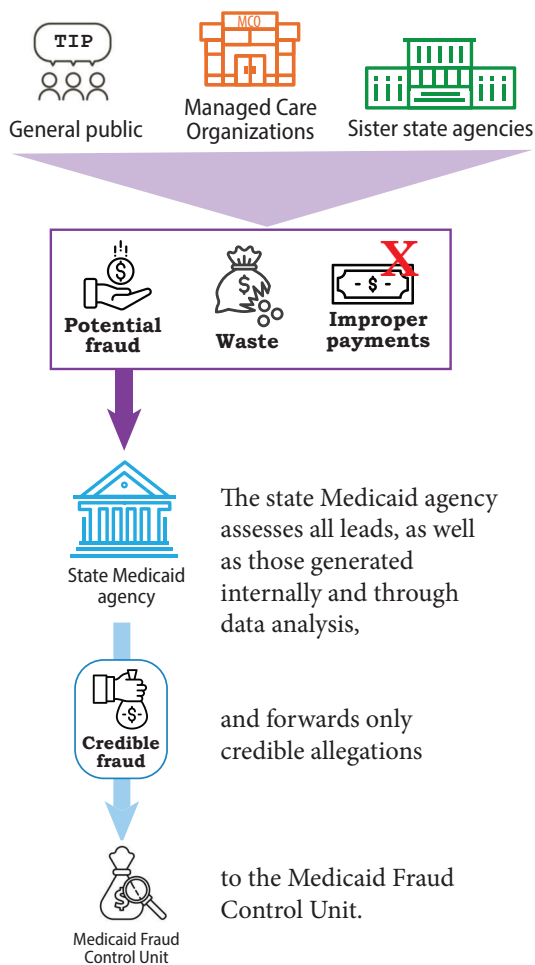 TIP
MCO
General public
Managed Care
Organizations
Sister state agencies
$
$
X
- $ -
Potential
fraud
Waste
Improper
payments
State Medicaid
agency
The state Medicaid agency
assesses all leads, as well
as those generated
internally and through
data analysis,
-$-
Credible
fraud
and forwards only
credible allegations
$
Medicaid Fraud
Control Unit
to the Medicaid Fraud
Control Unit.